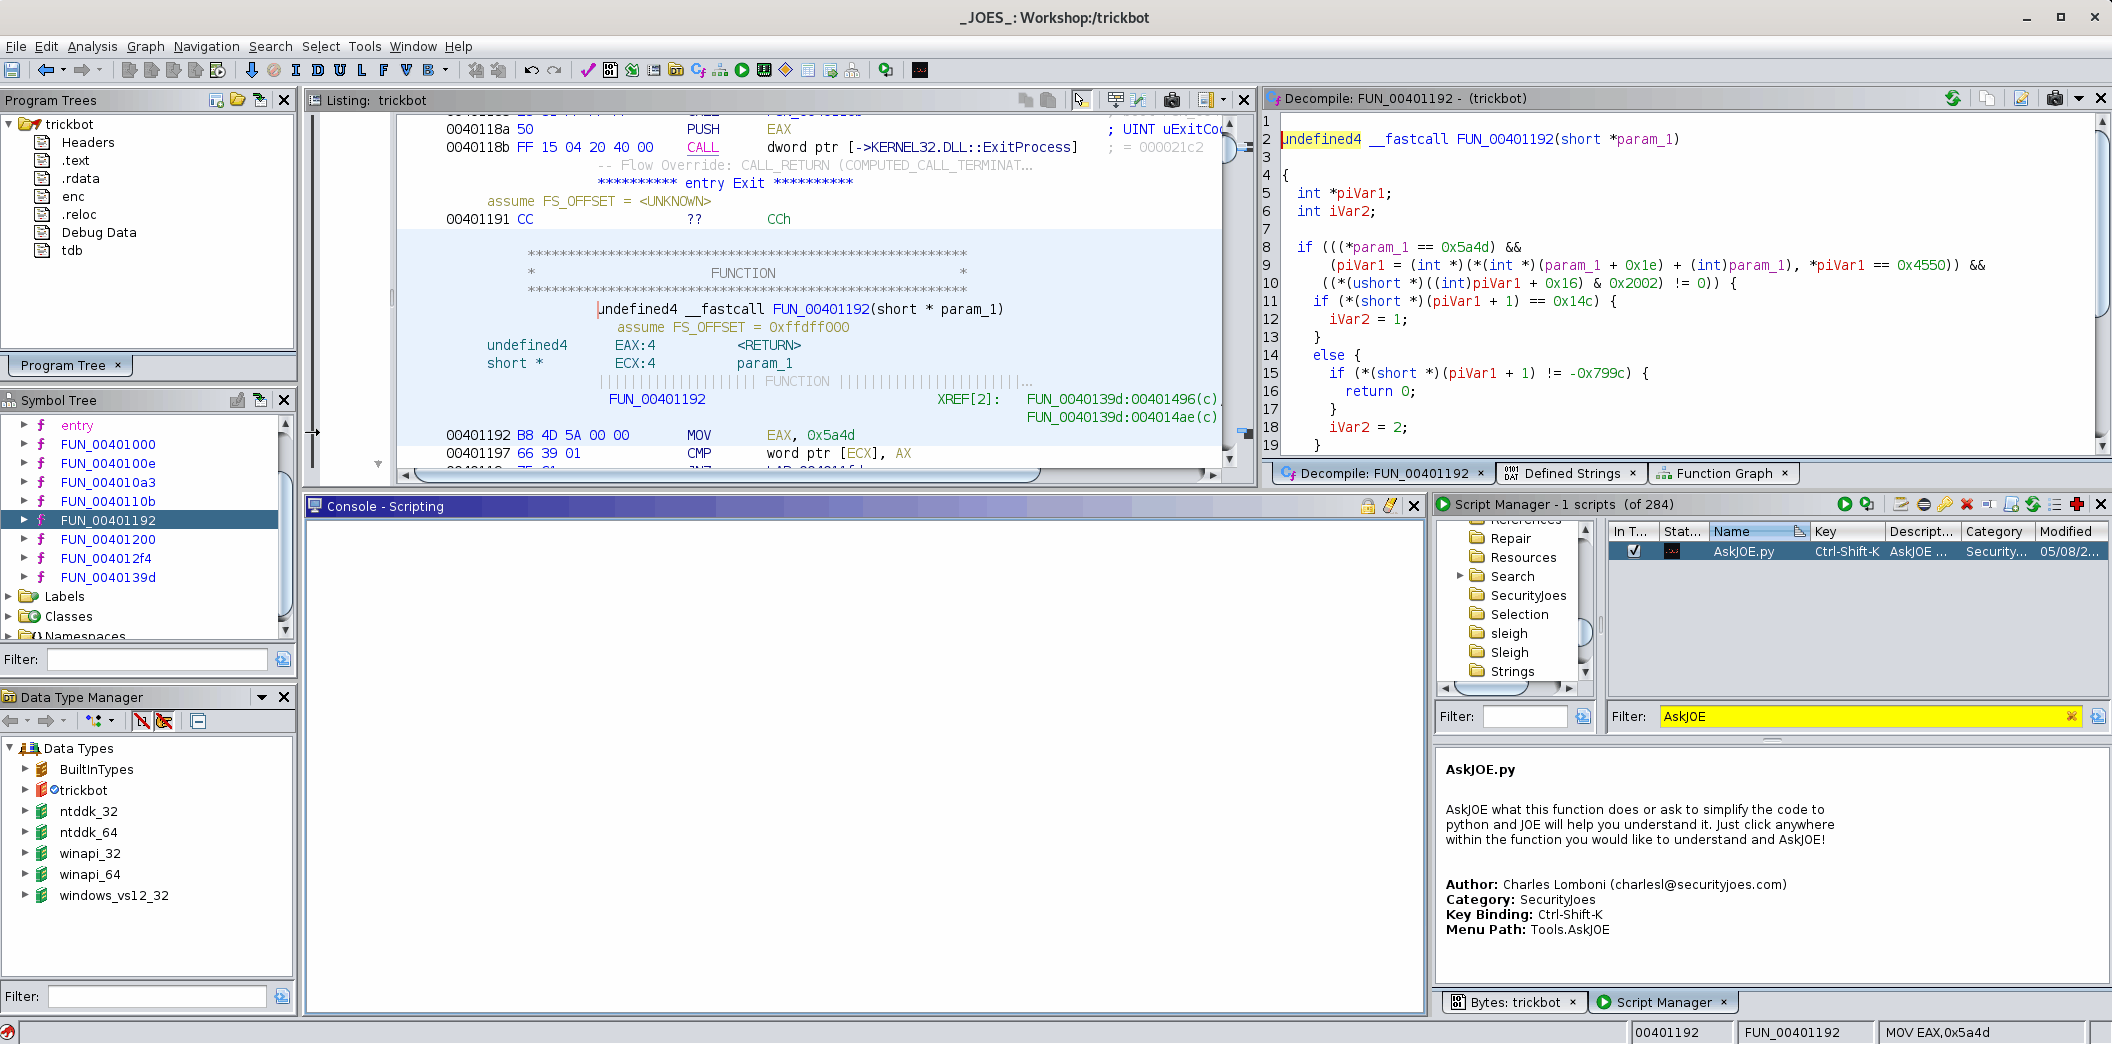 _JOES_: Workshop:/trickbot
File Edit Analysis Graph Navigation Search Select Tools Window Help
I D U L F V B
Program Trees
trickbot
Headers
.text
.rdata
enc
.reloc
Debug Data
tdb
Program Tree ×
Symbol Tree
entry
FUN_00401000
FUN_0040100e
FUN_004010a3
FUN_0040110b
FUN_00401192
FUN_00401200
FUN_004012f4
FUN_0040139d
Labels
Classes
Namespaces
Filter:
Data Type Manager
Data Types
BuiltInTypes
trickbot
ntddk_32
ntddk_64
winapi_32
winapi_64
windows_vs12_32
Filter:
Listing: trickbot
0040118a 50 PUSH EAX ; UINT uExitCo
0040118b FF 15 04 20 40 00 CALL dword ptr [->KERNEL32.DLL::ExitProcess] ; = 000021c2
-- Flow Override: CALL_RETURN (COMPUTED_CALL_TERMINAT...
********** entry Exit **********
assume FS_OFFSET = <UNKNOWN>
00401191 CC ?? CCh
*******************************************************
* FUNCTION *
*******************************************************
undefined4 __fastcall FUN_00401192(short * param_1)
assume FS_OFFSET = 0xffdff000
undefined4 EAX:4 <RETURN>
short * ECX:4 param_1
|||||||||||||||||||| FUNCTION |||||||||||||||||||||||...
FUN_00401192 XREF[2]: FUN_0040139d:00401496(c),
FUN_0040139d:004014ae(c)
00401192 B8 4D 5A 00 00 MOV EAX, 0x5a4d
00401197 66 39 01 CMP word ptr [ECX], AX
Decompile: FUN_00401192 - (trickbot)
1
2 undefined4 __fastcall FUN_00401192(short *param_1)
3
4 {
5 int *piVar1;
6 int iVar2;
7
8 if (((*param_1 == 0x5a4d) &&
9 (piVar1 = (int *)(*(int *)(param_1 + 0x1e) + (int)param_1), *piVar1 == 0x4550)) &&
10 ((*(ushort *)((int)piVar1 + 0x16) & 0x2002) != 0)) {
11 if (*(short *)(piVar1 + 1) == 0x14c) {
12 iVar2 = 1;
13 }
14 else {
15 if (*(short *)(piVar1 + 1) != -0x799c) {
16 return 0;
17 }
18 iVar2 = 2;
19 }
Decompile: FUN_00401192 × Defined Strings × Function Graph ×
Console - Scripting
Script Manager - 1 scripts (of 284)
References
Repair
Resources
Search
SecurityJoes
Selection
sleigh
Sleigh
Strings
Filter:
In T... Stat... Name Key Descript... Category Modified
AskJOE.py Ctrl-Shift-K AskJOE ... Security... 05/08/2...
Filter: AskJOE
AskJOE.py
AskJOE what this function does or ask to simplify the code to
python and JOE will help you understand it. Just click anywhere
within the function you would like to understand and AskJOE!
Author: Charles Lomboni (charlesl@securityjoes.com)
Category: SecurityJoes
Key Binding: Ctrl-Shift-K
Menu Path: Tools.AskJOE
Bytes: trickbot × Script Manager ×
00401192 FUN_00401192 MOV EAX,0x5a4d